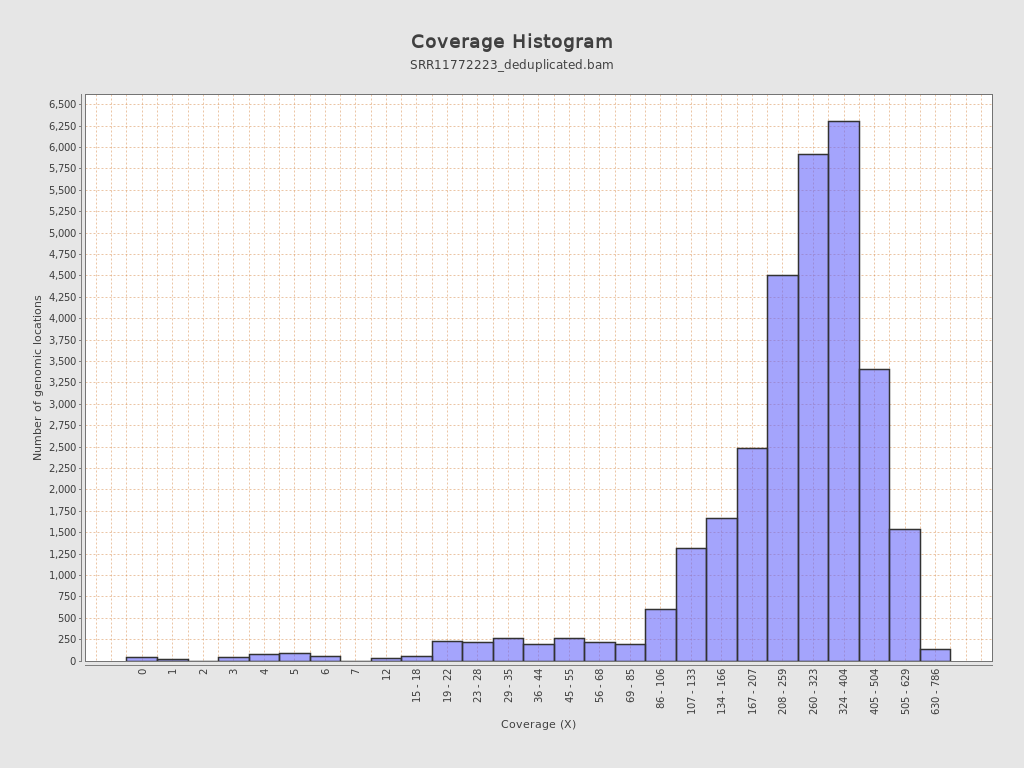 Coverage Histogram
SRR11772223_deduplicated.bam
Number of genomic locations
6,500
6,250
6,000
5,750
5,500
5,250
5,000
4,750
4,500
4,250
4,000
3,750
3,500
3,250
3,000
2,750
2,500
2,250
2,000
1,750
1,500
1,250
1,000
750
500
250
0
0
1
2
3
4
5
6
7
12
15 - 18
19 - 22
23 - 28
29 - 35
36 - 44
45 - 55
56 - 68
69 - 85
86 - 106
107 - 133
134 - 166
167 - 207
208 - 259
260 - 323
324 - 404
405 - 504
505 - 629
630 - 786
Coverage (X)